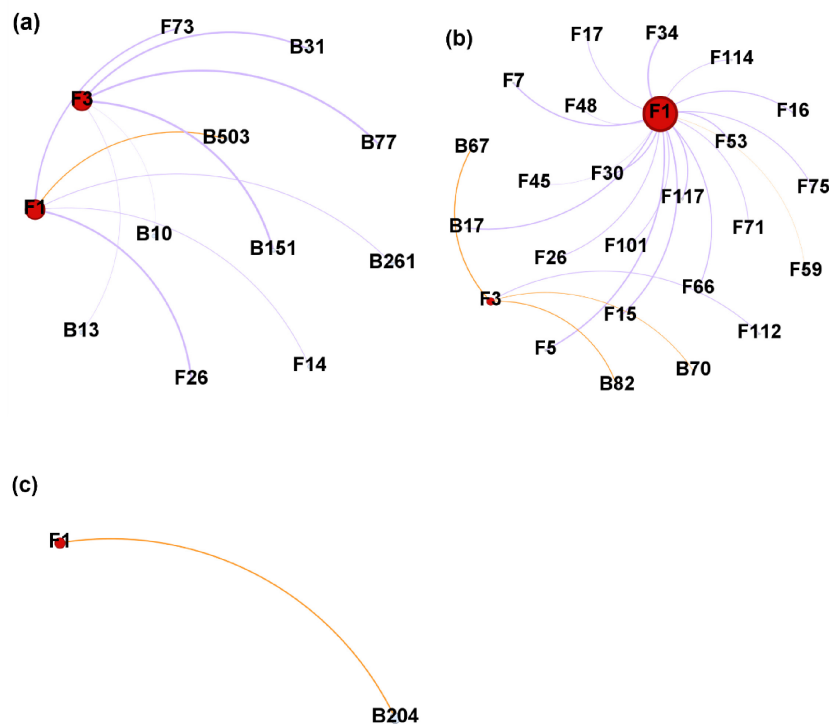 (a)
F73
B31
F3
B503
B77
F1
B10
B151
B261
B13
F14
F26
(b)
F17
F34
F114
F7
F48
F1
F16
B67
F53
F45
F30
F117
F75
B17
F71
F26
F101
F59
F3
F66
F15
F112
F5
B70
B82
(c)
F1
B204